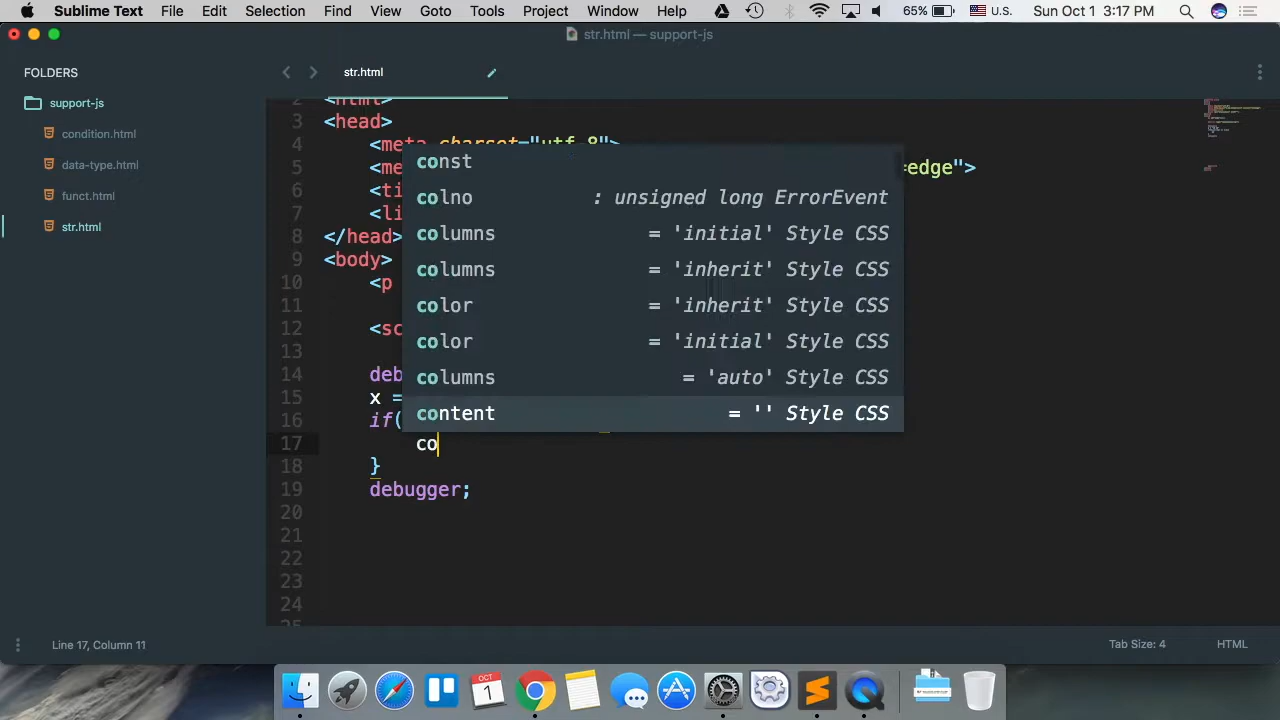 Sublime Text File Edit Selection Find View Goto Tools Project Window Help 65% U.S. Sun Oct 1 3:17 PM
str.html — support-js
FOLDERS
support-js
condition.html
data-type.html
funct.html
str.html
str.html
2 <html>
3 <head>
4 <meta charset="utf-8">
5 <me =edge">
6 <ti
7 <li
8 </head>
9 <body>
10 <p
11
12 <sc
13
14 deb
15 x =
16 if(
17 co
18 }
19 debugger;
20
21
22
23
24
25
const
colno : unsigned long ErrorEvent
columns = 'initial' Style CSS
columns = 'inherit' Style CSS
color = 'inherit' Style CSS
color = 'initial' Style CSS
columns = 'auto' Style CSS
content = '' Style CSS
Line 17, Column 11 Tab Size: 4 HTML
OCT
1